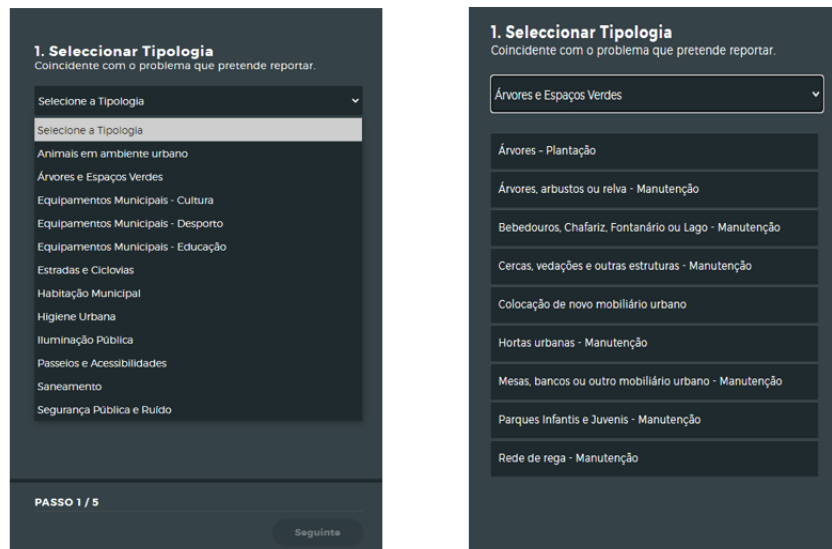 1. Seleccionar Tipologia
Coincidente com o problema que pretende reportar.
Selecione a Tipologia
Selecione a Tipologia
Animais em ambiente urbano
Árvores e Espaços Verdes
Equipamentos Municipais - Cultura
Equipamentos Municipais - Desporto
Equipamentos Municipais - Educação
Estradas e Ciclovias
Habitação Municipal
Higiene Urbana
Iluminação Pública
Passeios e Acessibilidades
Saneamento
Segurança Pública e Ruído
PASSO 1 / 5
Seguinte
1. Seleccionar Tipologia
Coincidente com o problema que pretende reportar.
Árvores e Espaços Verdes
Árvores – Plantação
Árvores, arbustos ou relva - Manutenção
Bebedouros, Chafariz, Fontanário ou Lago - Manutenção
Cercas, vedações e outras estruturas - Manutenção
Colocação de novo mobiliário urbano
Hortas urbanas - Manutenção
Mesas, bancos ou outro mobiliário urbano - Manutenção
Parques Infantis e Juvenis - Manutenção
Rede de rega - Manutenção